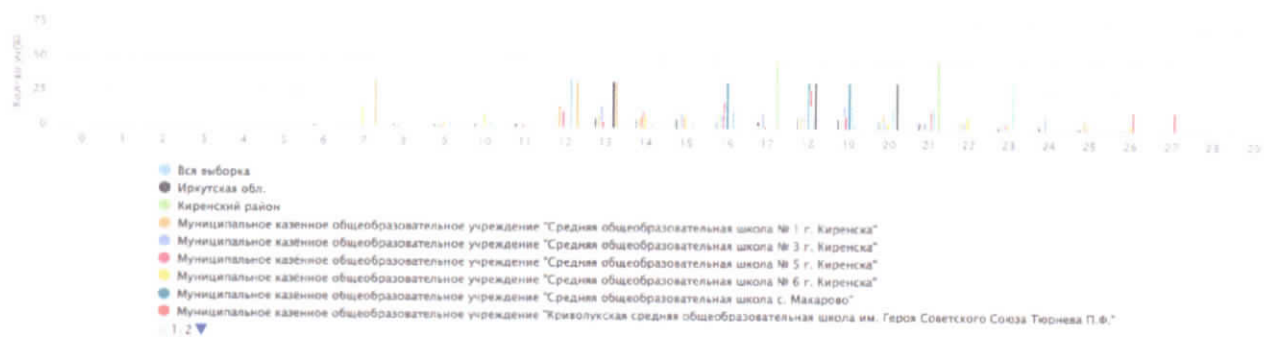 75
50
25
0
0 1 2 3 4 5 6 7 8 9 10 11 12 13 14 15 16 17 18 19 20 21 22 23 24 25 26 27 28 29
Вся выборка
Иркутская обл.
Киренский район
Муниципальное казенное общеобразовательное учреждение "Средняя общеобразовательная школа № 1 г. Киренска"
Муниципальное казённое общеобразовательное учреждение "Средняя общеобразовательная школа № 3 г. Киренска"
Муниципальное казенное общеобразовательное учреждение "Средняя общеобразовательная школа № 5 г. Киренска"
Муниципальное казённое общеобразовательное учреждение "Средняя общеобразовательная школа № 6 г. Киренска"
Муниципальное казённое общеобразовательное учреждение "Средняя общеобразовательная школа с. Макарово"
Муниципальное казенное общеобразовательное учреждение "Криволукская средняя общеобразовательная школа им. Героя Советского Союза Тюрнева П.Ф."
1/2